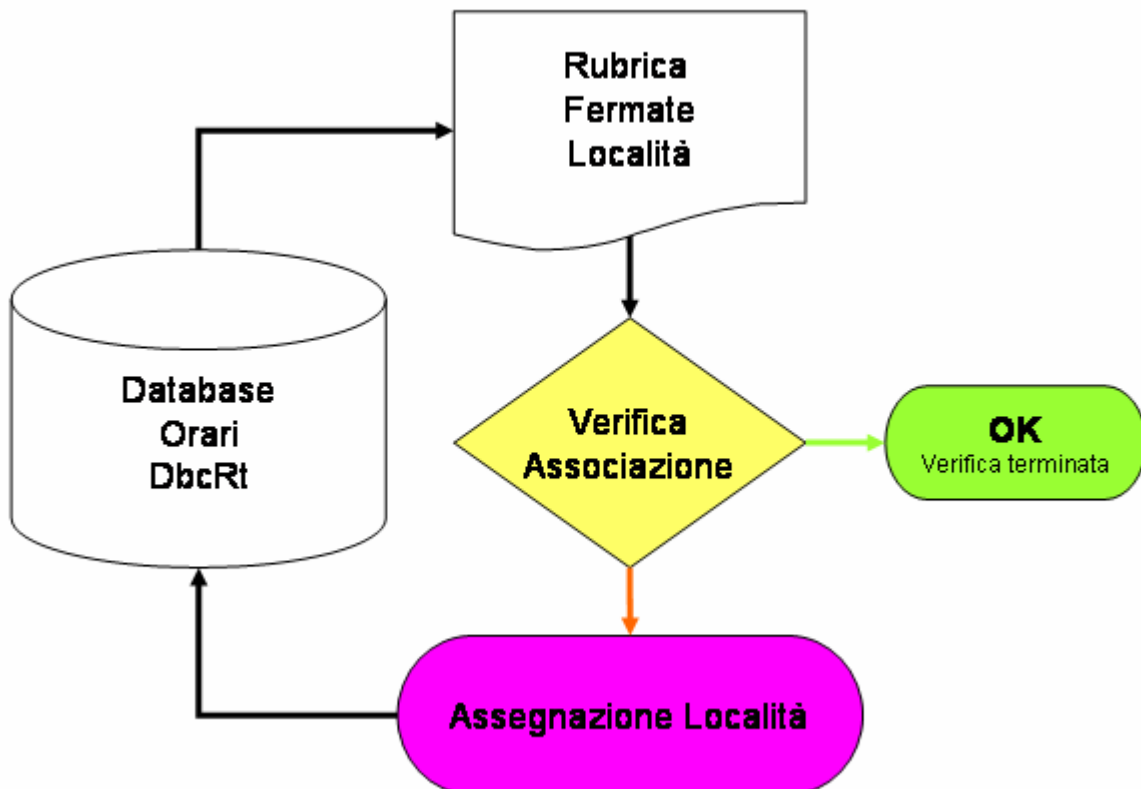 Rubrica
Fermate
Località
Database
Orari
DbcRt
Verifica
Associazione
OK
Verifica terminata
Assegnazione Località